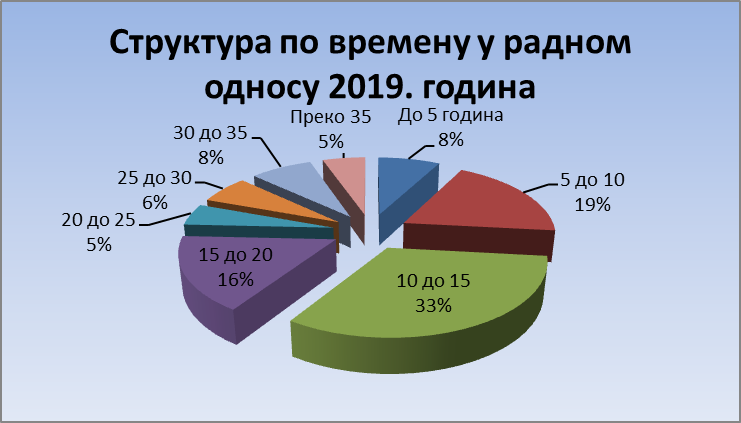 Структура по времену у радном
односу 2019. година
До 5 година
8%
5 до 10
19%
10 до 15
33%
15 до 20
16%
20 до 25
5%
25 до 30
6%
30 до 35
8%
Преко 35
5%